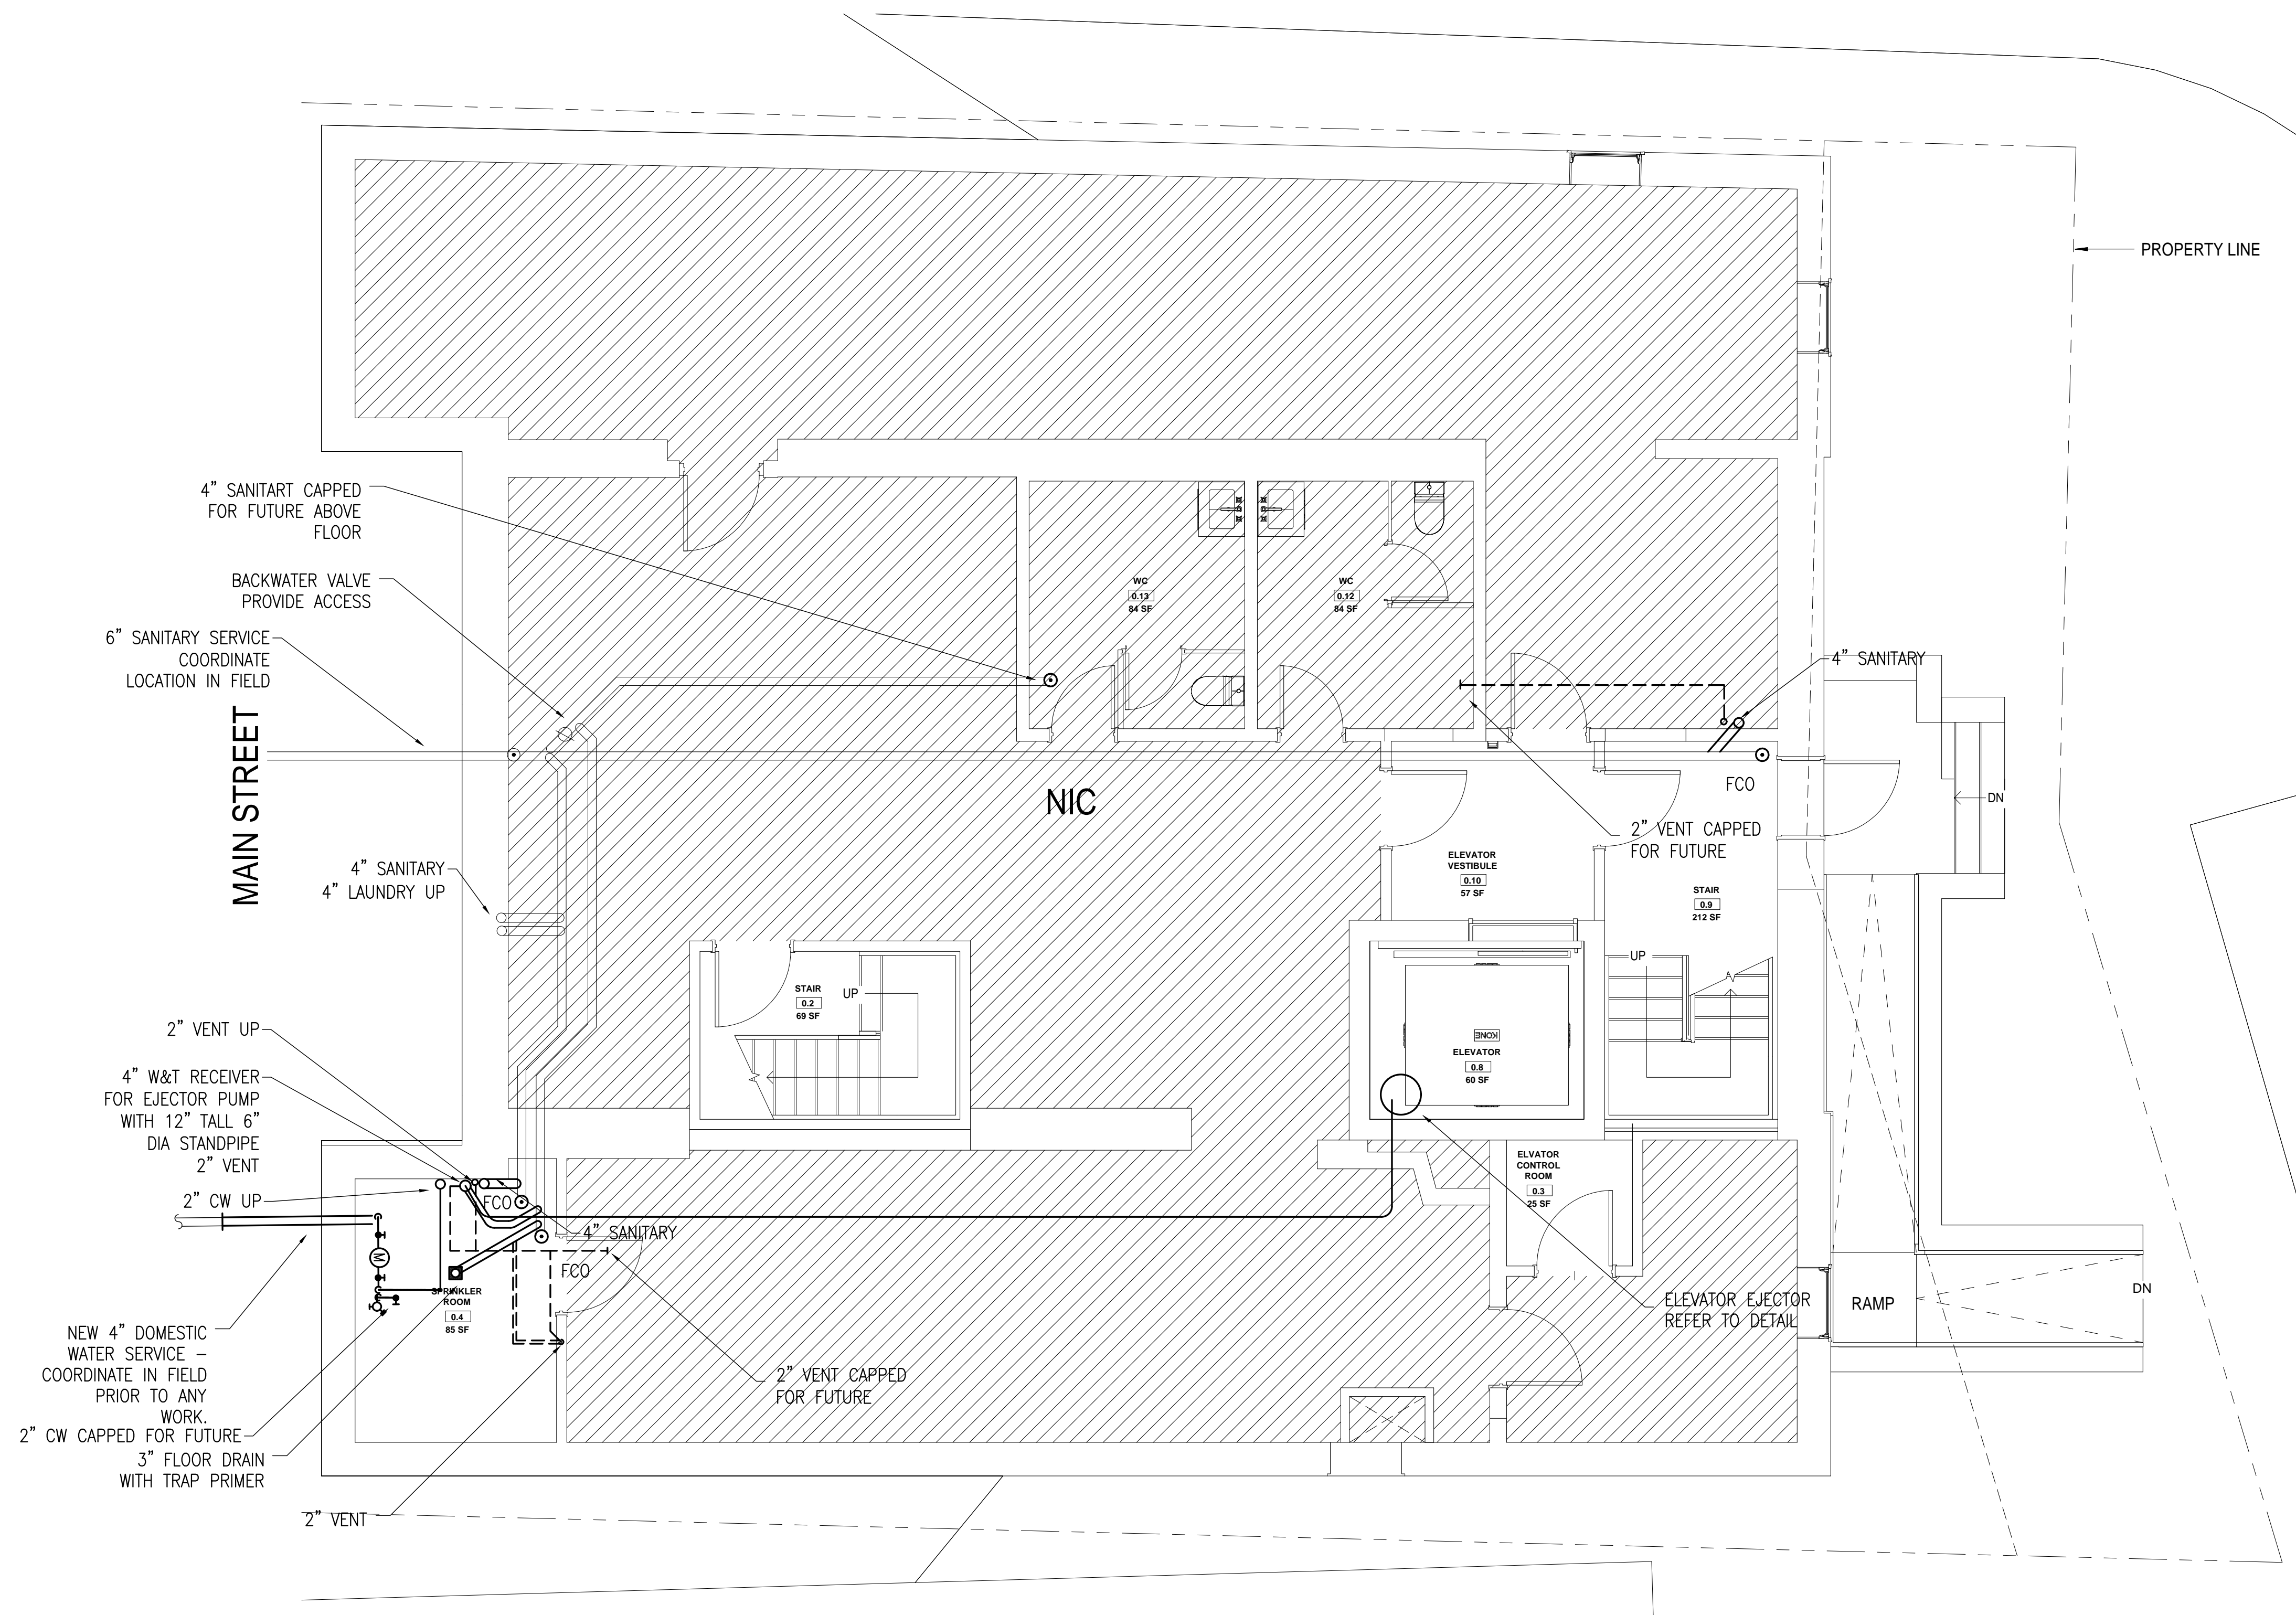 PROPERTY LINE
4" SANITART CAPPED
FOR FUTURE ABOVE
FLOOR
BACKWATER VALVE
PROVIDE ACCESS
6" SANITARY SERVICE
COORDINATE
LOCATION IN FIELD
MAIN STREET
WC
0.13
84 SF
WC
0.12
84 SF
4" SANITARY
FCO
NIC
DN
2" VENT CAPPED
FOR FUTURE
ELEVATOR
VESTIBULE
0.10
57 SF
STAIR
0.9
212 SF
UP
4" SANITARY
4" LAUNDRY UP
STAIR
0.2
69 SF
UP
KONE
ELEVATOR
0.8
60 SF
2" VENT UP
4" W&T RECEIVER
FOR EJECTOR PUMP
WITH 12" TALL 6"
DIA STANDPIPE
2" VENT
2" CW UP
FCO
4" SANITARY
FCO
M
SPRINKLER
ROOM
0.4
85 SF
ELVATOR
CONTROL
ROOM
0.3
25 SF
ELEVATOR EJECTOR
REFER TO DETAIL
RAMP
DN
NEW 4" DOMESTIC
WATER SERVICE –
COORDINATE IN FIELD
PRIOR TO ANY
WORK.
2" CW CAPPED FOR FUTURE
3" FLOOR DRAIN
WITH TRAP PRIMER
2" VENT CAPPED
FOR FUTURE
2" VENT